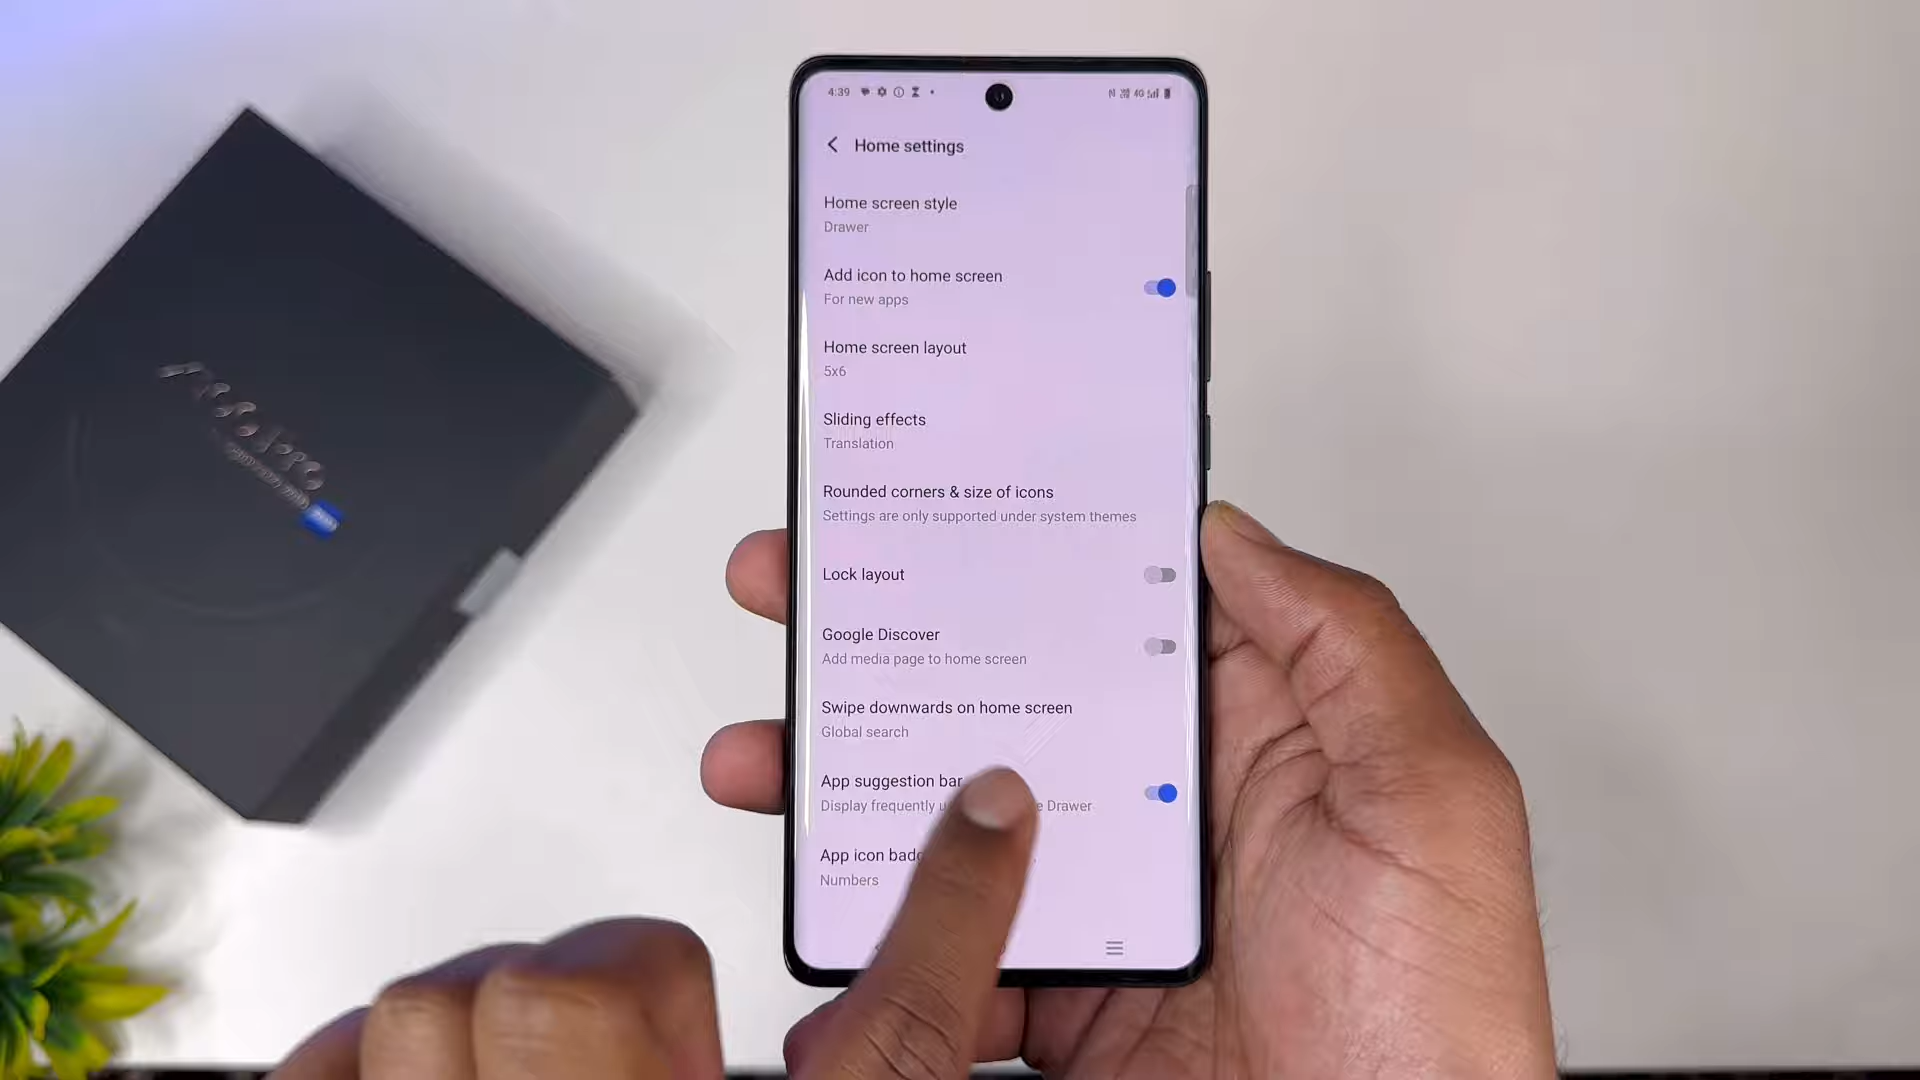 4:39
4G
Home settings
Home screen style
Drawer
Add icon to home screen
For new apps
Home screen layout
5x6
Sliding effects
Translation
Rounded corners & size of icons
Settings are only supported under system themes
Lock layout
Google Discover
Add media page to home screen
Swipe downwards on home screen
Global search
App suggestion bar
Display frequently Drawer
App icon
Numbers